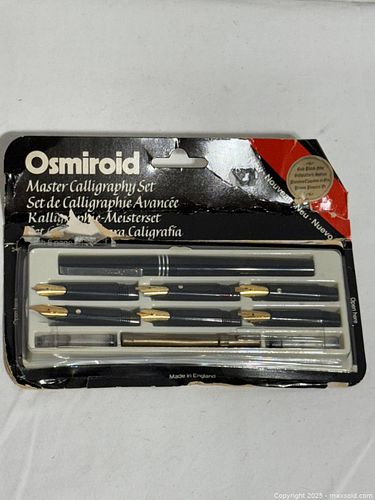 Osmiroid
Master Calligraphy Set
Set de Calligraphie Avancée
Kalligraphie-Meisterset
Caligrafia
Nouveau · Neu · Nuevo
Open here
Open here
Made in England
Copyright 2025 - maxsold.com